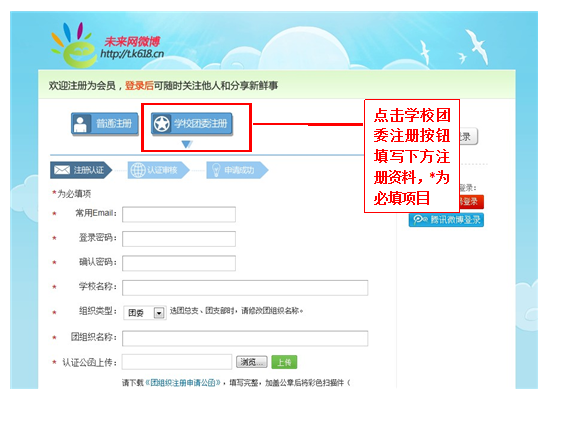 未来网微博
http://t.k618.cn
欢迎注册为会员，登录后可随时关注他人和分享新鲜事
普通注册
学校团委注册
点击学校团
委注册按钮
填写下方注
册资料，*为
必填项目
录
注册认证
认证审核
申请成功
*为必填项
* 常用Email：
* 登录密码：
* 确认密码：
* 学校名称：
* 组织类型： 团委 选团总支、团支部时，请修改团组织名称。
* 团组织名称：
* 认证公函上传： 浏览... 上传
请下载《团组织注册申请公函》，填写完整，加盖公章后将彩色扫描件（
录：
登录
腾讯微博登录